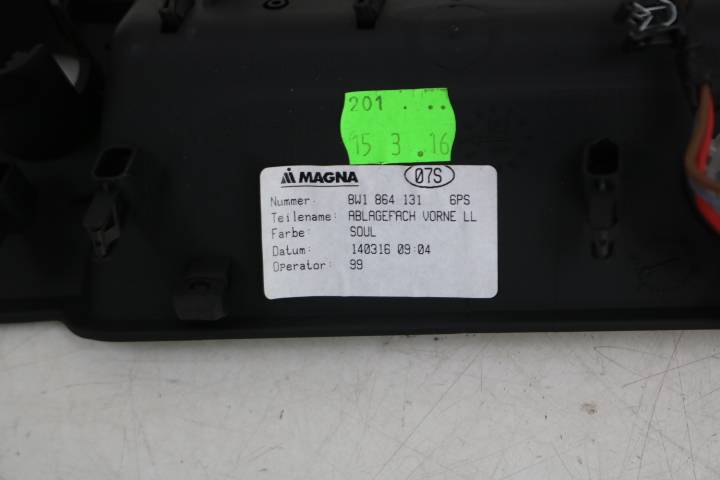 201
15 3 .16
MAGNA 07S
Nummer: 8W1 864 131 6PS
Teilename: ABLAGEFACH VORNE LL
Farbe: SOUL
Datum: 140316 09:04
Operator: 99